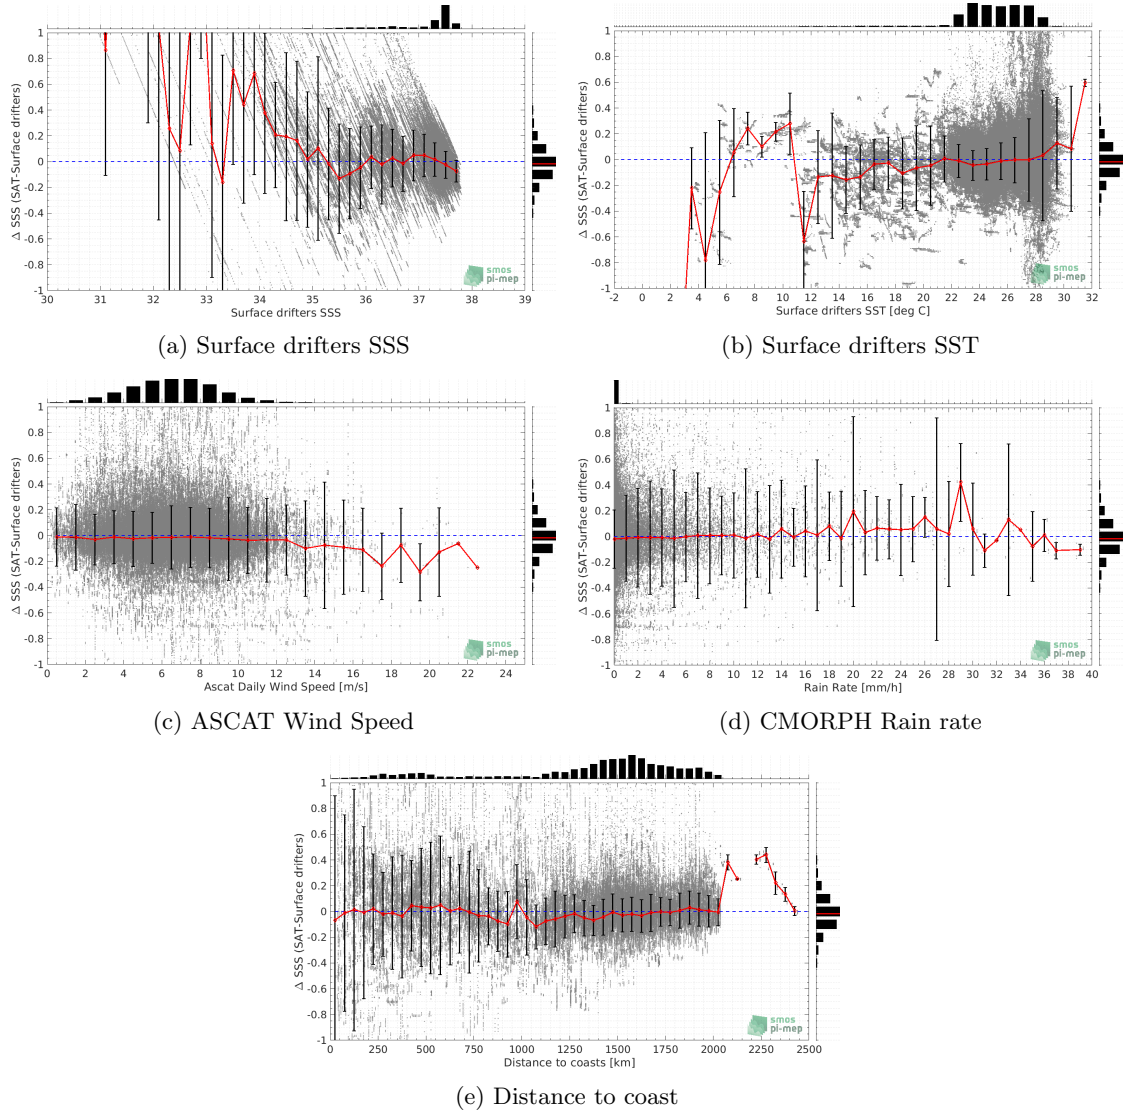 1
0.8
0.6
0.4
0.2
0
-0.2
-0.4
-0.6
-0.8
-1
Δ SSS (SAT-Surface drifters)
30 31 32 33 34 35 36 37 38 39
Surface drifters SSS
smos
pi-mep
(a) Surface drifters SSS
1
0.8
0.6
0.4
0.2
0
-0.2
-0.4
-0.6
-0.8
-1
Δ SSS (SAT-Surface drifters)
-2 0 2 4 6 8 10 12 14 16 18 20 22 24 26 28 30 32
Surface drifters SST [deg C]
smos
pi-mep
(b) Surface drifters SST
1
0.8
0.6
0.4
0.2
0
-0.2
-0.4
-0.6
-0.8
-1
Δ SSS (SAT-Surface drifters)
0 2 4 6 8 10 12 14 16 18 20 22 24
Ascat Daily Wind Speed [m/s]
smos
pi-mep
(c) ASCAT Wind Speed
1
0.8
0.6
0.4
0.2
0
-0.2
-0.4
-0.6
-0.8
-1
Δ SSS (SAT-Surface drifters)
0 2 4 6 8 10 12 14 16 18 20 22 24 26 28 30 32 34 36 38 40
Rain Rate [mm/h]
smos
pi-mep
(d) CMORPH Rain rate
1
0.8
0.6
0.4
0.2
0
-0.2
-0.4
-0.6
-0.8
-1
Δ SSS (SAT-Surface drifters)
0 250 500 750 1000 1250 1500 1750 2000 2250 2500
Distance to coasts [km]
smos
pi-mep
(e) Distance to coast